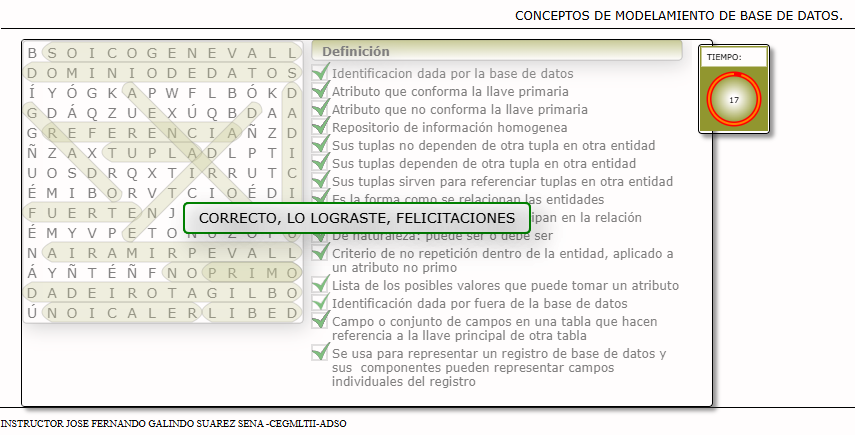 CONCEPTOS DE MODELAMIENTO DE BASE DE DATOS.
B S O I C O G E N E V A L L
D O M I N I O D E D A T O S
Í Y Ó G K A P W F L B Ó K D
G D Á Q Z U E X Ú Q B D A A
G R E F E R E N C I A Ñ Z D
Ñ Z A X T U P L A D L P T I
U O S D R Q X T I R R U T C
É M I B O R V T C I O É D I
F U E R T E N J
É M Y V P E T O
N A I R A M I R P E V A L L
Á Y Ñ T É Ñ F N O P R I M O
D A D E I R O T A G I L B O
Ú N O I C A L E R L I B E D
Definición
Identificacion dada por la base de datos
Atributo que conforma la llave primaria
Atributo que no conforma la llave primaria
Repositorio de información homogenea
Sus tuplas no dependen de otra tupla en otra entidad
Sus tuplas dependen de otra tupla en otra entidad
Sus tuplas sirven para referenciar tuplas en otra entidad
Es la forma como se relacionan las entidades
en la relación
De naturaleza: puede ser o debe ser
Criterio de no repetición dentro de la entidad, aplicado a
un atributo no primo
Lista de los posibles valores que puede tomar un atributo
Identificación dada por fuera de la base de datos
Campo o conjunto de campos en una tabla que hacen
referencia a la llave principal de otra tabla
Se usa para representar un registro de base de datos y
sus componentes pueden representar campos
individuales del registro
CORRECTO, LO LOGRASTE, FELICITACIONES
TIEMPO:
17
INSTRUCTOR JOSE FERNANDO GALINDO SUAREZ SENA -CEGMLTII-ADSO